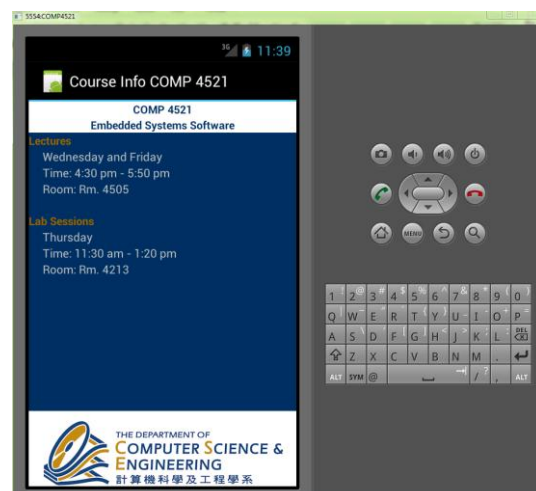 5554:COMP4521
3G 11:39
Course Info COMP 4521
COMP 4521
Embedded Systems Software
Lectures
Wednesday and Friday
Time: 4:30 pm - 5:50 pm
Room: Rm. 4505
Lab Sessions
Thursday
Time: 11:30 am - 1:20 pm
Room: Rm. 4213
THE DEPARTMENT OF
COMPUTER SCIENCE &
ENGINEERING
計算機科學及工程學系
MENU
1 2 @ 3 # 4 $ 5 % 6 ^ 7 & 8 * 9 ( 0 )
Q W E R T Y U I O P
A S D F G H J K L DEL
Z X C V B N M .
ALT SYM @ / ? , ALT